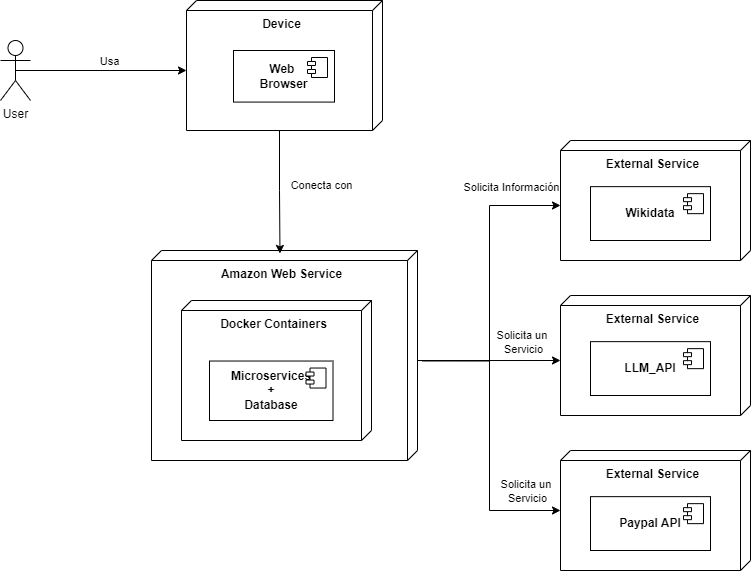 Device
Web
Browser
Usa
User
Conecta con
Amazon Web Service
Docker Containers
Microservices
+
Database
Solicita Información
External Service
Wikidata
Solicita un
Servicio
External Service
LLM_API
Solicita un
Servicio
External Service
Paypal API